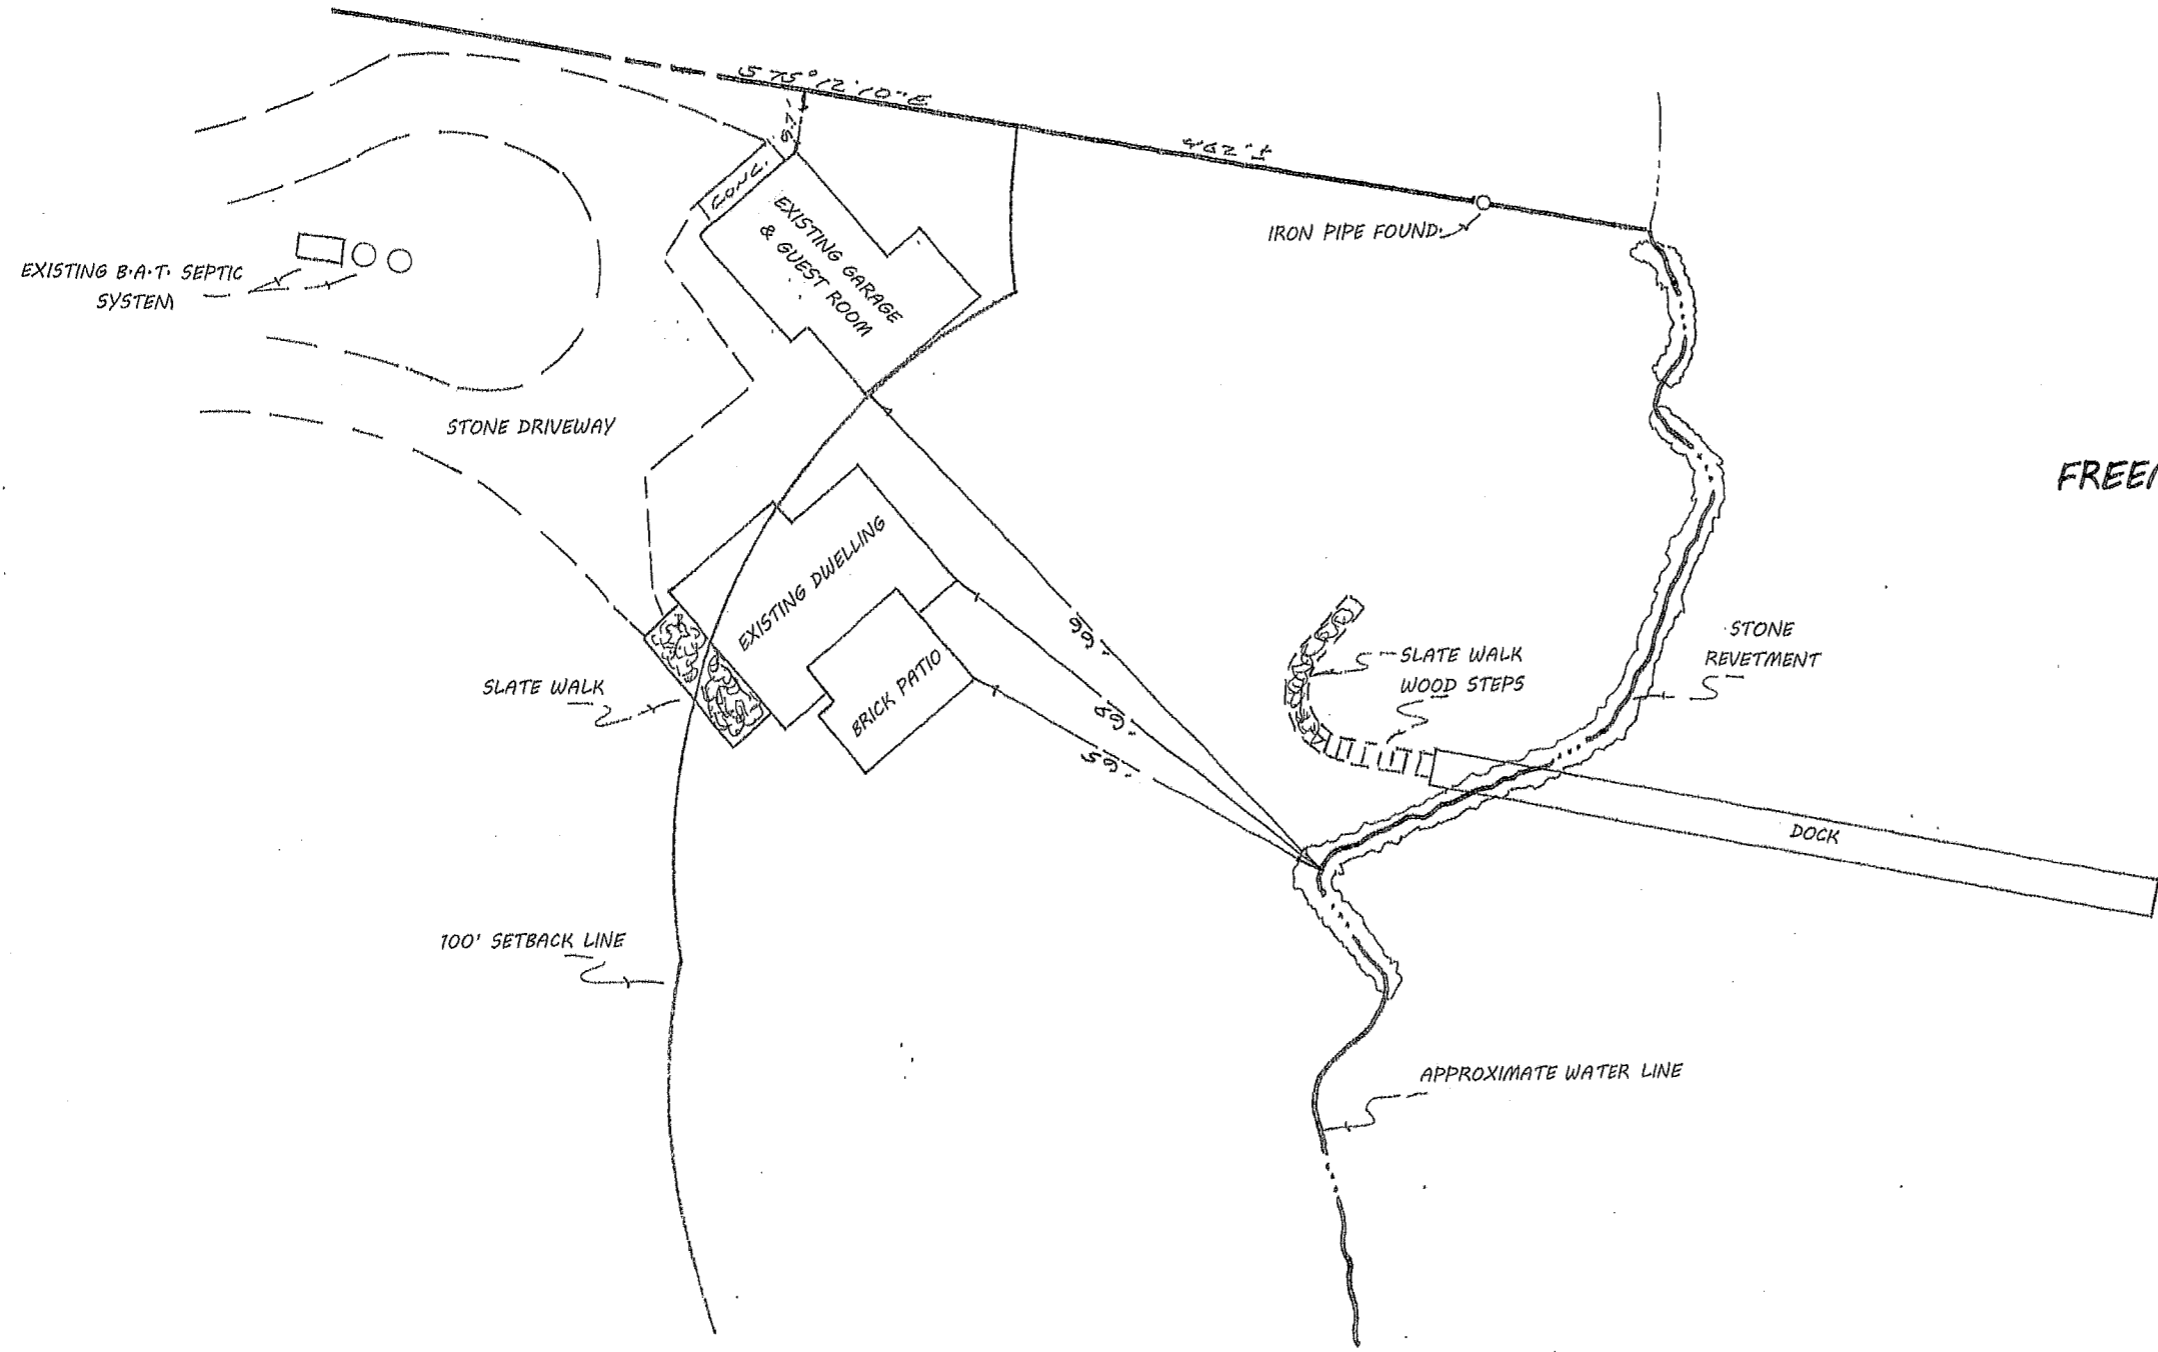 S 75° 12' 10" E
462'±
9.7'
CONC.
EXISTING GARAGE
& GUEST ROOM
IRON PIPE FOUND
EXISTING B.A.T. SEPTIC
SYSTEM
STONE DRIVEWAY
FREE
EXISTING DWELLING
BRICK PATIO
99'
69'
59'
SLATE WALK
SLATE WALK
WOOD STEPS
STONE
REVETMENT
DOCK
100' SETBACK LINE
APPROXIMATE WATER LINE